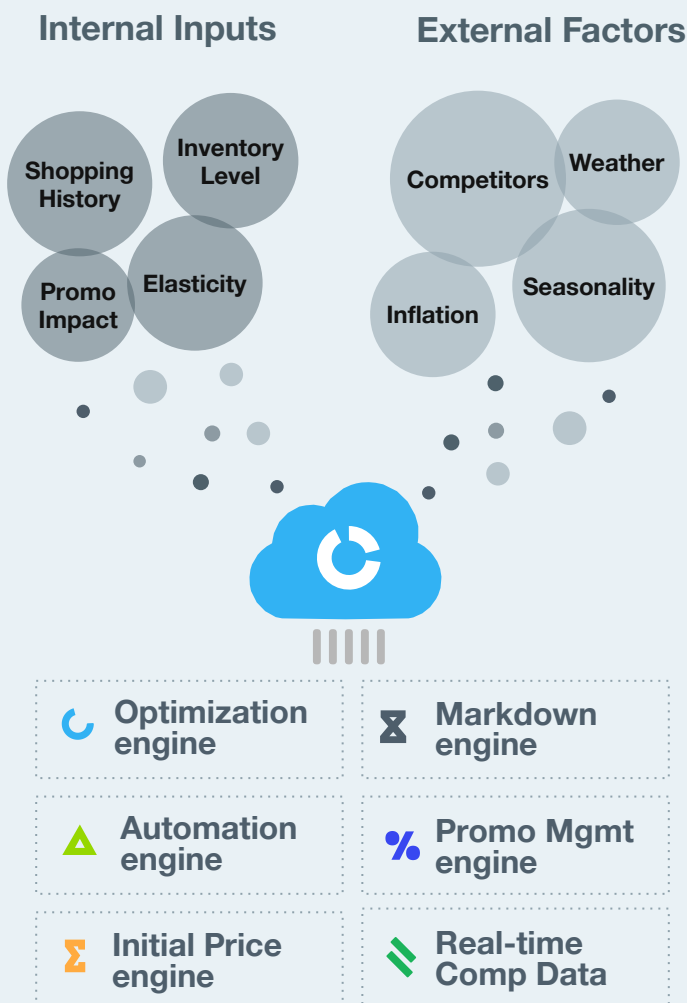 Internal Inputs
External Factors
Shopping
History
Inventory
Level
Promo
Impact
Elasticity
Competitors
Weather
Inflation
Seasonality
Optimization
engine
Markdown
engine
Automation
engine
Promo Mgmt
engine
Initial Price
engine
Real-time
Comp Data